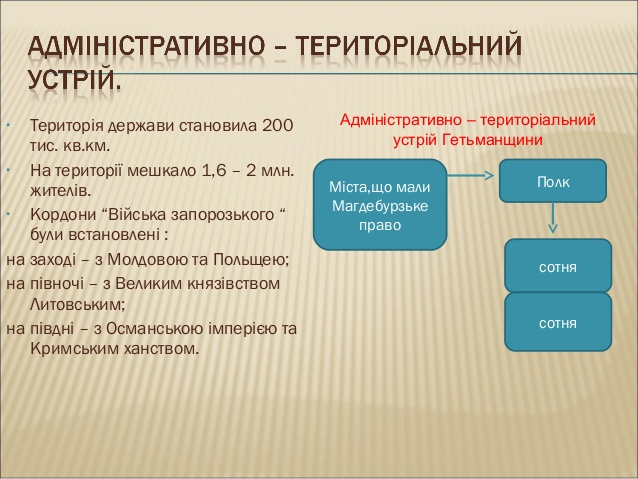 АДМІНІСТРАТИВНО – ТЕРИТОРІАЛЬНИЙ
УСТРІЙ.
• Територія держави становила 200
тис. кв.км.
• На території мешкало 1,6 – 2 млн.
жителів.
• Кордони “Війська запорозького “
були встановлені :
на заході – з Молдовою та Польщею;
на півночі – з Великим князівством
Литовським;
на півдні – з Османською імперією та
Кримським ханством.
Адміністративно – територіальний
устрій Гетьманщини
Міста,що мали
Магдебурзьке
право
Полк
сотня
сотня